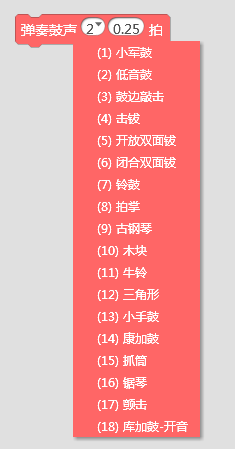 弹奏鼓声 2 0.25 拍
(1) 小军鼓
(2) 低音鼓
(3) 鼓边敲击
(4) 击钹
(5) 开放双面钹
(6) 闭合双面钹
(7) 铃鼓
(8) 拍掌
(9) 古钢琴
(10) 木块
(11) 牛铃
(12) 三角形
(13) 小手鼓
(14) 康加鼓
(15) 抓筒
(16) 锯琴
(17) 颤击
(18) 库加鼓-开音